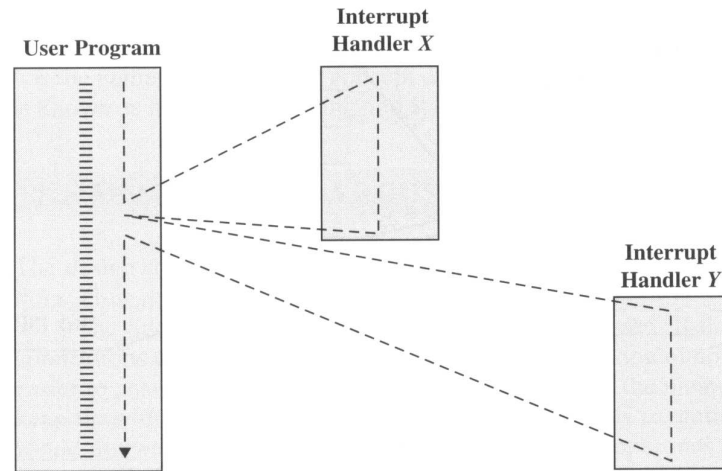 User Program
Interrupt
Handler X
Interrupt
Handler Y